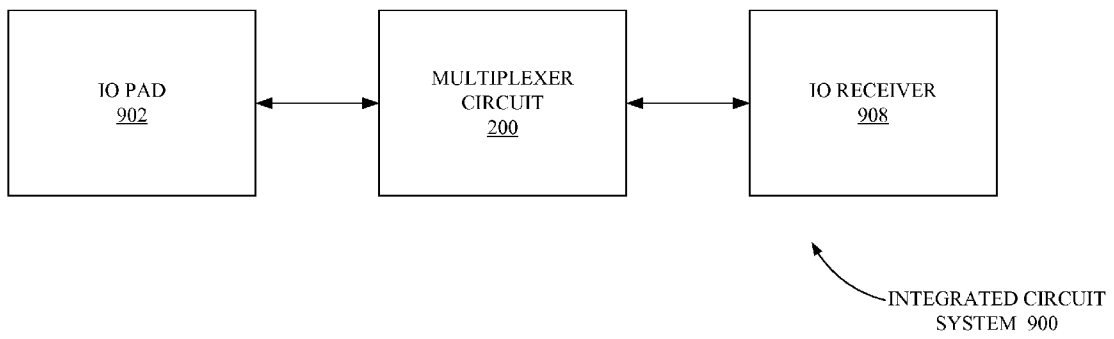 IO PAD
902
MULTIPLEXER
CIRCUIT
200
IO RECEIVER
908
INTEGRATED CIRCUIT
SYSTEM 900